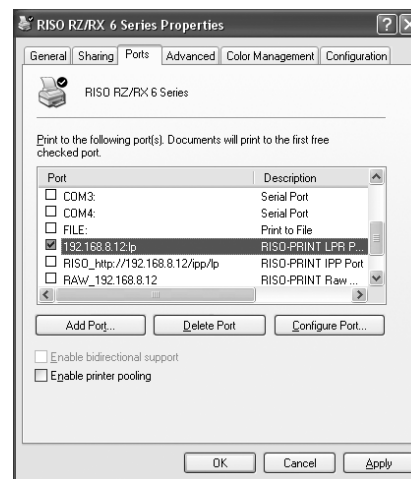 RISO RZ/RX 6 Series Properties
General Sharing Ports Advanced Color Management Configuration
RISO RZ/RX 6 Series
Print to the following port(s). Documents will print to the first free
checked port.
Port Description
COM3: Serial Port
COM4: Serial Port
FILE: Print to File
192.168.8.12:lp RISO-PRINT LPR P...
RISO_http://192.168.8.12/ipp/lp RISO-PRINT IPP Port
RAW_192.168.8.12 RISO-PRINT Raw ...
Add Port... Delete Port Configure Port...
Enable bidirectional support
Enable printer pooling
OK Cancel Apply